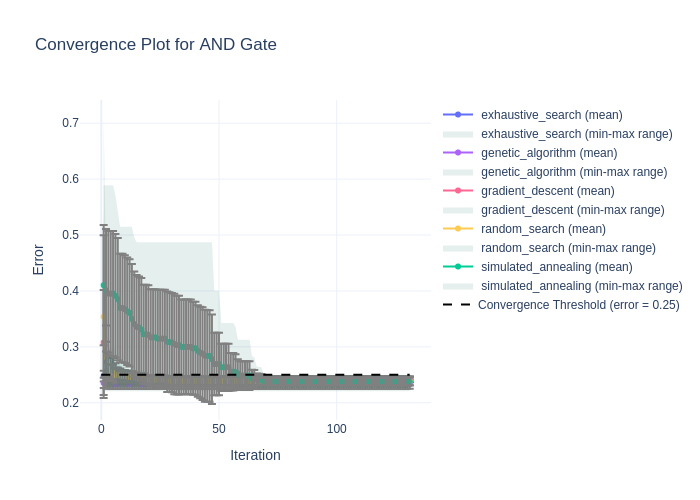 Convergence Plot for AND Gate
0.7
0.6
0.5
0.4
0.3
0.2
Error
0
50
100
Iteration
exhaustive_search (mean)
exhaustive_search (min-max range)
genetic_algorithm (mean)
genetic_algorithm (min-max range)
gradient_descent (mean)
gradient_descent (min-max range)
random_search (mean)
random_search (min-max range)
simulated_annealing (mean)
simulated_annealing (min-max range)
Convergence Threshold (error = 0.25)